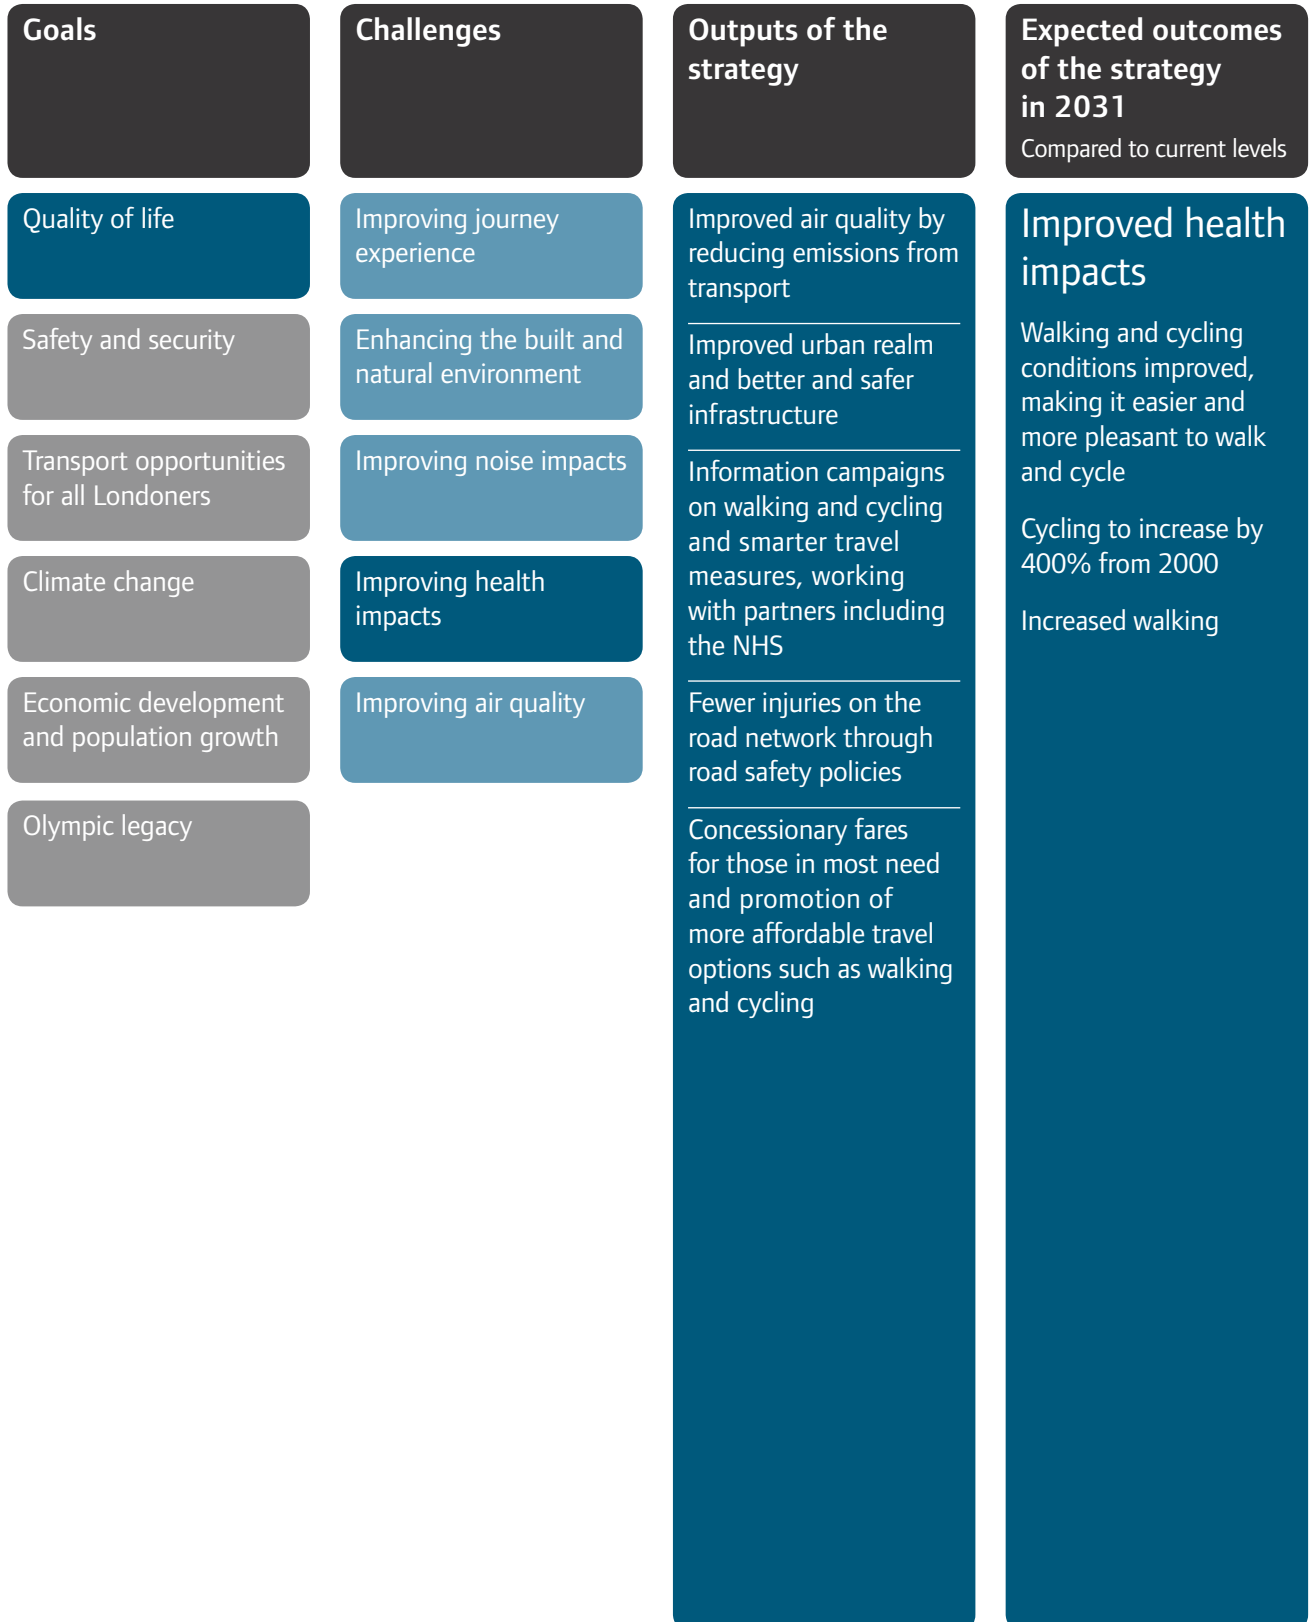 Goals
Challenges
Outputs of the
strategy
Expected outcomes
of the strategy
in 2031
Compared to current levels
Quality of life
Safety and security
Transport opportunities
for all Londoners
Climate change
Economic development
and population growth
Olympic legacy
Improving journey
experience
Enhancing the built and
natural environment
Improving noise impacts
Improving health
impacts
Improving air quality
Improved air quality by
reducing emissions from
transport
Improved urban realm
and better and safer
infrastructure
Information campaigns
on walking and cycling
and smarter travel
measures, working
with partners including
the NHS
Fewer injuries on the
road network through
road safety policies
Concessionary fares
for those in most need
and promotion of
more affordable travel
options such as walking
and cycling
Improved health
impacts
Walking and cycling
conditions improved,
making it easier and
more pleasant to walk
and cycle
Cycling to increase by
400% from 2000
Increased walking